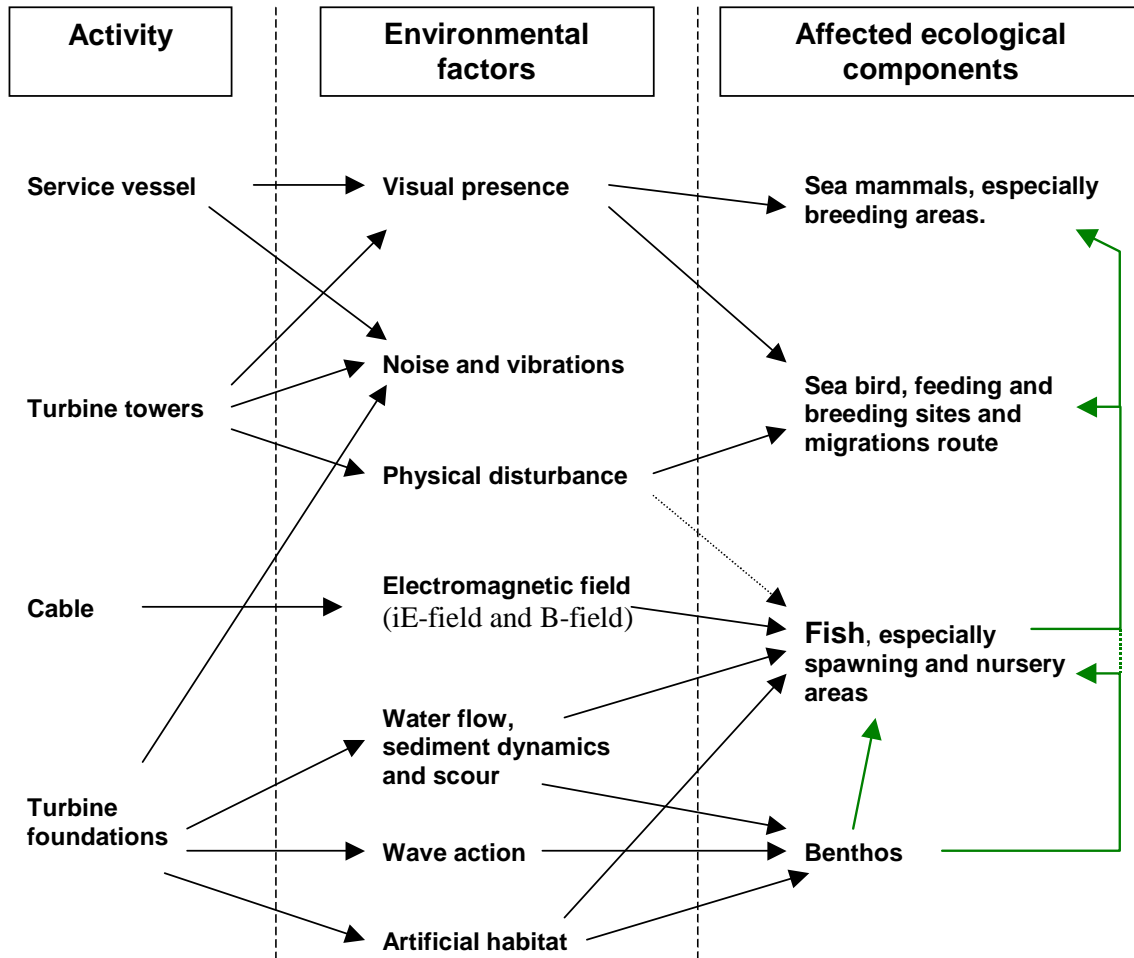 Activity
Environmental
factors
Affected ecological
components
Service vessel
Visual presence
Sea mammals, especially
breeding areas.
Noise and vibrations
Turbine towers
Sea bird, feeding and
breeding sites and
migrations route
Physical disturbance
Cable
Electromagnetic field
(iE-field and B-field)
Fish, especially
spawning and nursery
areas
Water flow,
sediment dynamics
and scour
Turbine
foundations
Wave action
Benthos
Artificial habitat